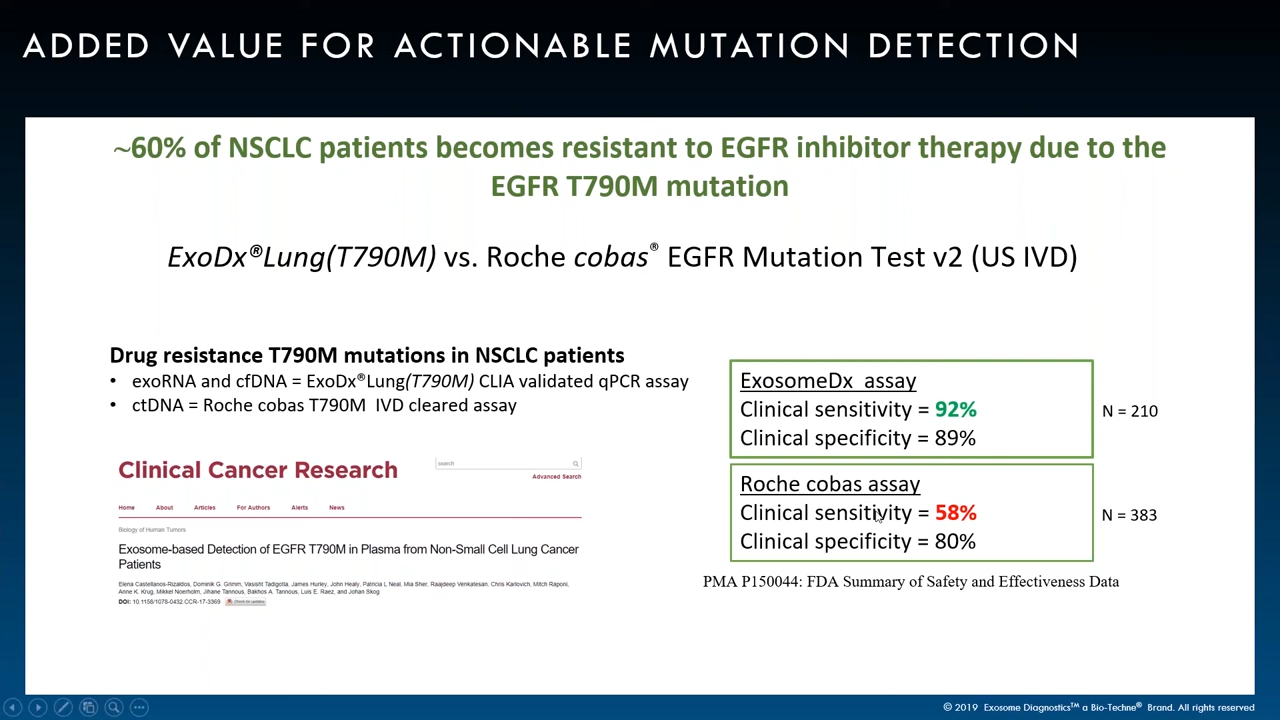 ADDED VALUE FOR ACTIONABLE MUTATION DETECTION
~60% of NSCLC patients becomes resistant to EGFR inhibitor therapy due to the
EGFR T790M mutation
ExoDx®Lung(T790M) vs. Roche cobas® EGFR Mutation Test v2 (US IVD)
Drug resistance T790M mutations in NSCLC patients
• exoRNA and cfDNA = ExoDx®Lung(T790M) CLIA validated qPCR assay
• ctDNA = Roche cobas T790M IVD cleared assay
Clinical Cancer Research
search
Advanced Search
Home About Articles For Authors Alerts News
Biology of Human Tumors
Exosome-based Detection of EGFR T790M in Plasma from Non-Small Cell Lung Cancer
Patients
Elena Castellanos-Rizaldos, Dominik G. Grimm, Vasisht Tadigotla, James Hurley, John Healy, Patricia L Neal, Mia Sher, Raajdeep Venkatesan, Chris Karlovich, Mitch Raponi,
Anne K. Krug, Mikkel Noerholm, Jihane Tannous, Bakhos A. Tannous, Luis E. Raez, and Johan Skog
DOI: 10.1158/1078-0432.CCR-17-3369 Check for updates
ExosomeDx assay
Clinical sensitivity = 92%
Clinical specificity = 89%
N = 210
Roche cobas assay
Clinical sensitivity = 58%
Clinical specificity = 80%
N = 383
PMA P150044: FDA Summary of Safety and Effectiveness Data
© 2019 Exosome Diagnostics™ a Bio-Techne® Brand. All rights reserved